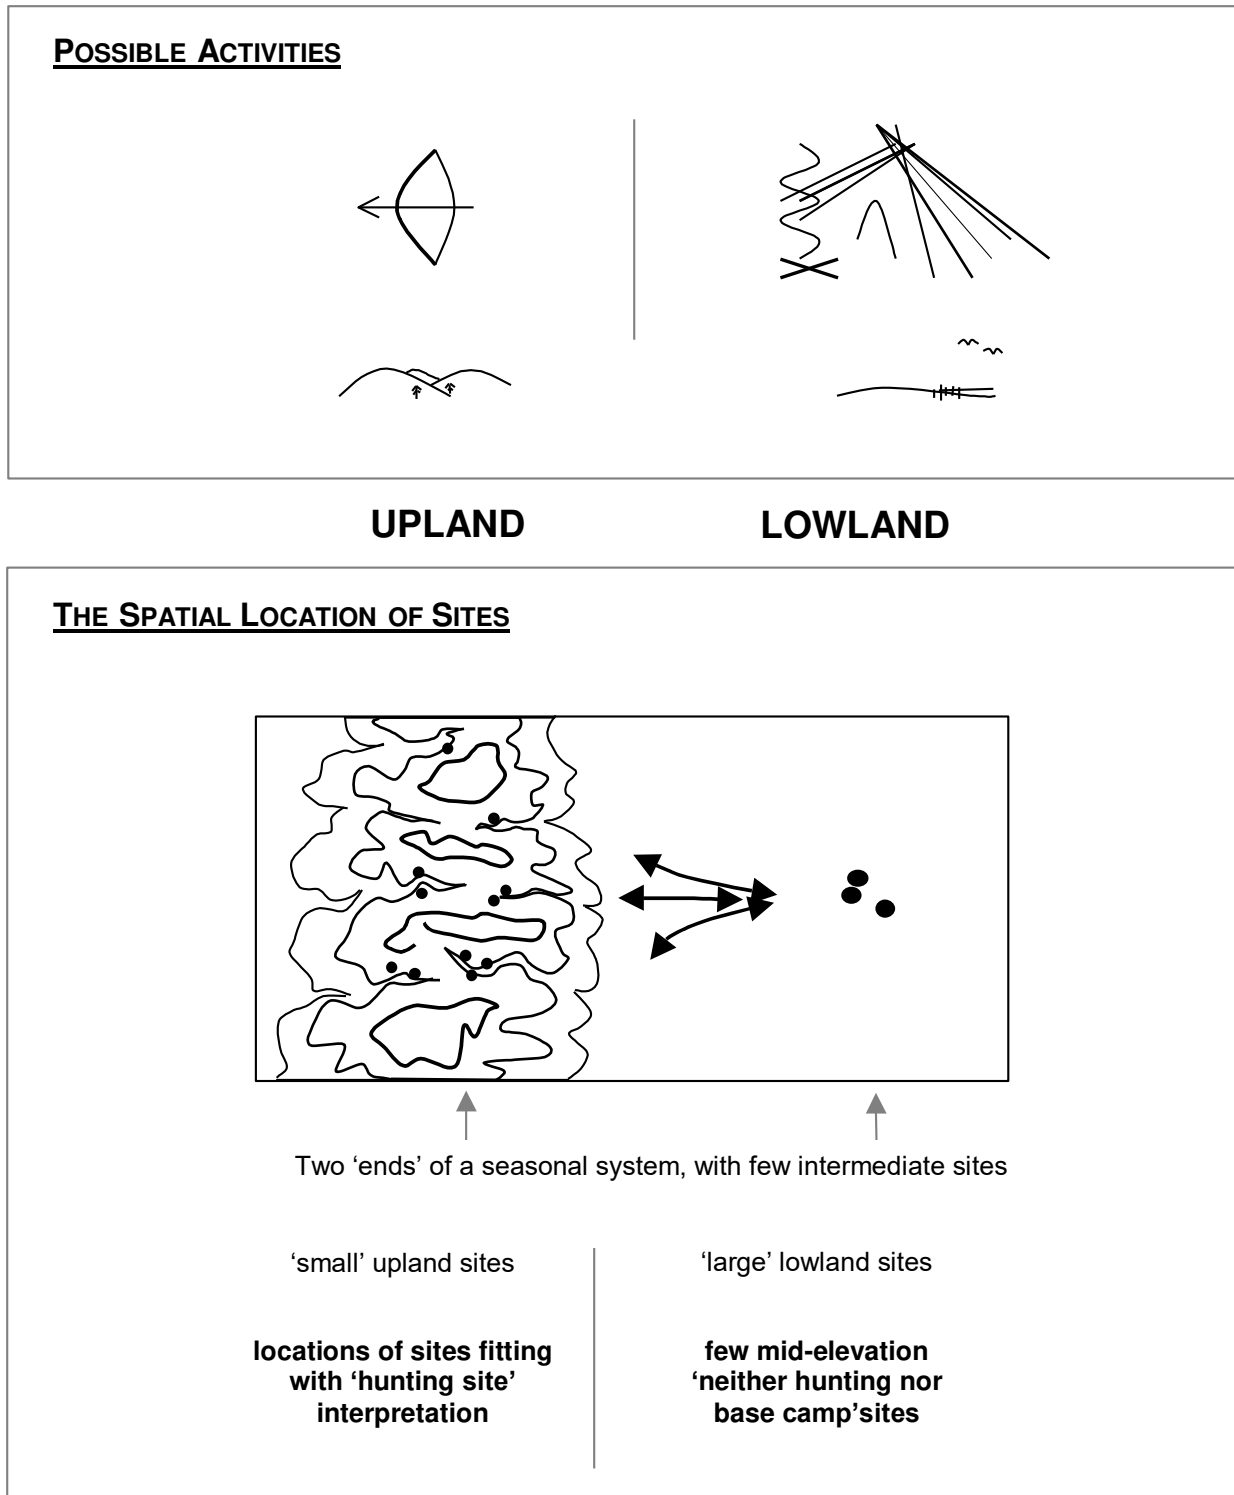 POSSIBLE ACTIVITIES
UPLAND LOWLAND
THE SPATIAL LOCATION OF SITES
Two ‘ends’ of a seasonal system, with few intermediate sites
‘small’ upland sites
‘large’ lowland sites
locations of sites fitting
with ‘hunting site’
interpretation
few mid-elevation
‘neither hunting nor
base camp’sites